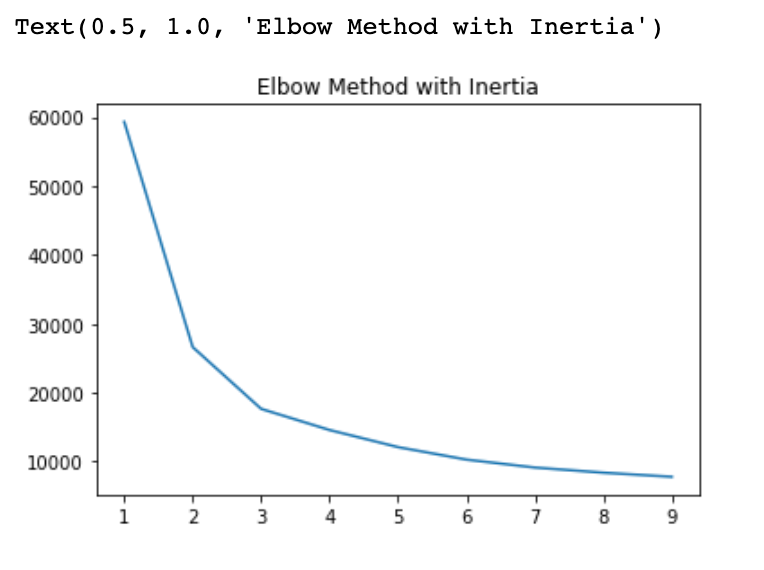 Text(0.5, 1.0, 'Elbow Method with Inertia')
Elbow Method with Inertia
60000
50000
40000
30000
20000
10000
1 2 3 4 5 6 7 8 9